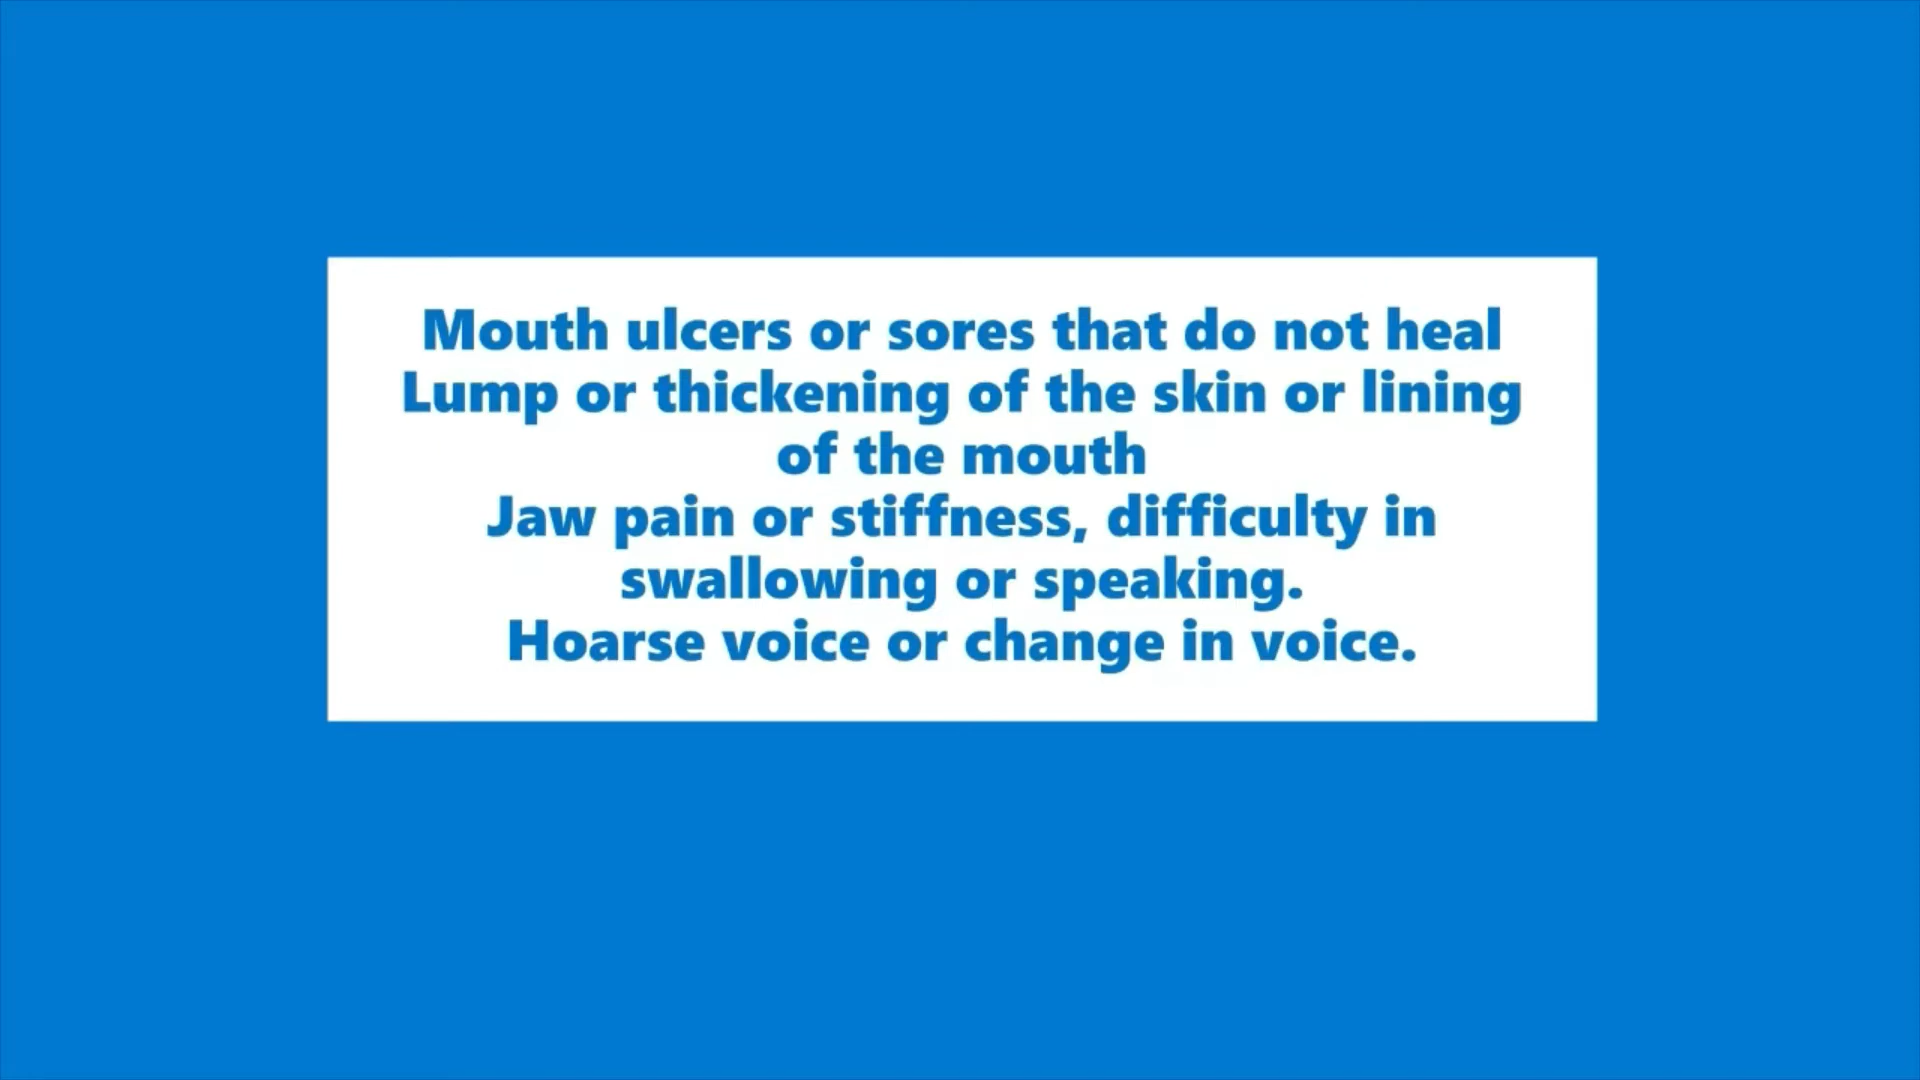 Mouth ulcers or sores that do not heal
Lump or thickening of the skin or lining
of the mouth
Jaw pain or stiffness, difficulty in
swallowing or speaking.
Hoarse voice or change in voice.